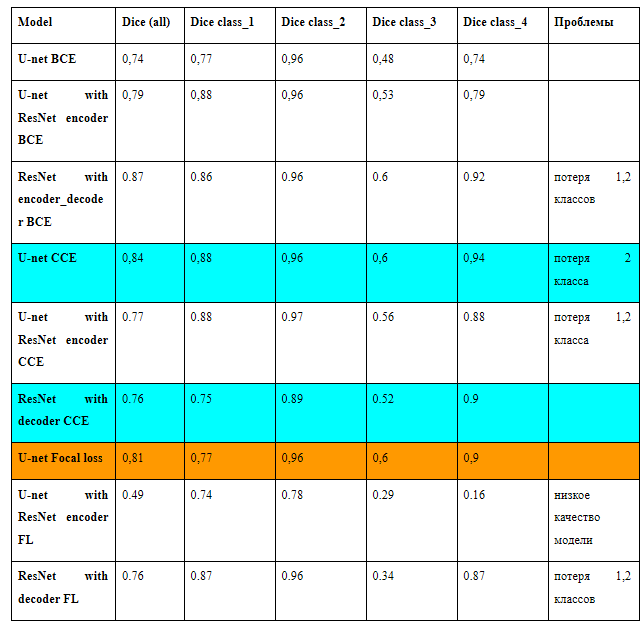 Model Dice (all) Dice class_1 Dice class_2 Dice class_3 Dice class_4 Проблемы
U-net BCE 0,74 0,77 0,96 0,48 0,74
U-net with 0,79 0,88 0,96 0,53 0,79
ResNet encoder
BCE
ResNet with 0.87 0.86 0.96 0.6 0.92 потеря 1,2
encoder_decode классов
r BCE
U-net CCE 0,84 0,88 0,96 0,6 0,94 потеря 2
класса
U-net with 0.77 0.88 0.97 0.56 0.88 потеря 1,2
ResNet encoder класса
CCE
ResNet with 0.76 0.75 0.89 0.52 0.9
decoder CCE
U-net Focal loss 0,81 0,77 0,96 0,6 0,9
U-net with 0.49 0.74 0.78 0.29 0.16 низкое
ResNet encoder качество
FL модели
ResNet with 0.76 0.87 0.96 0.34 0.87 потеря 1,2
decoder FL классов